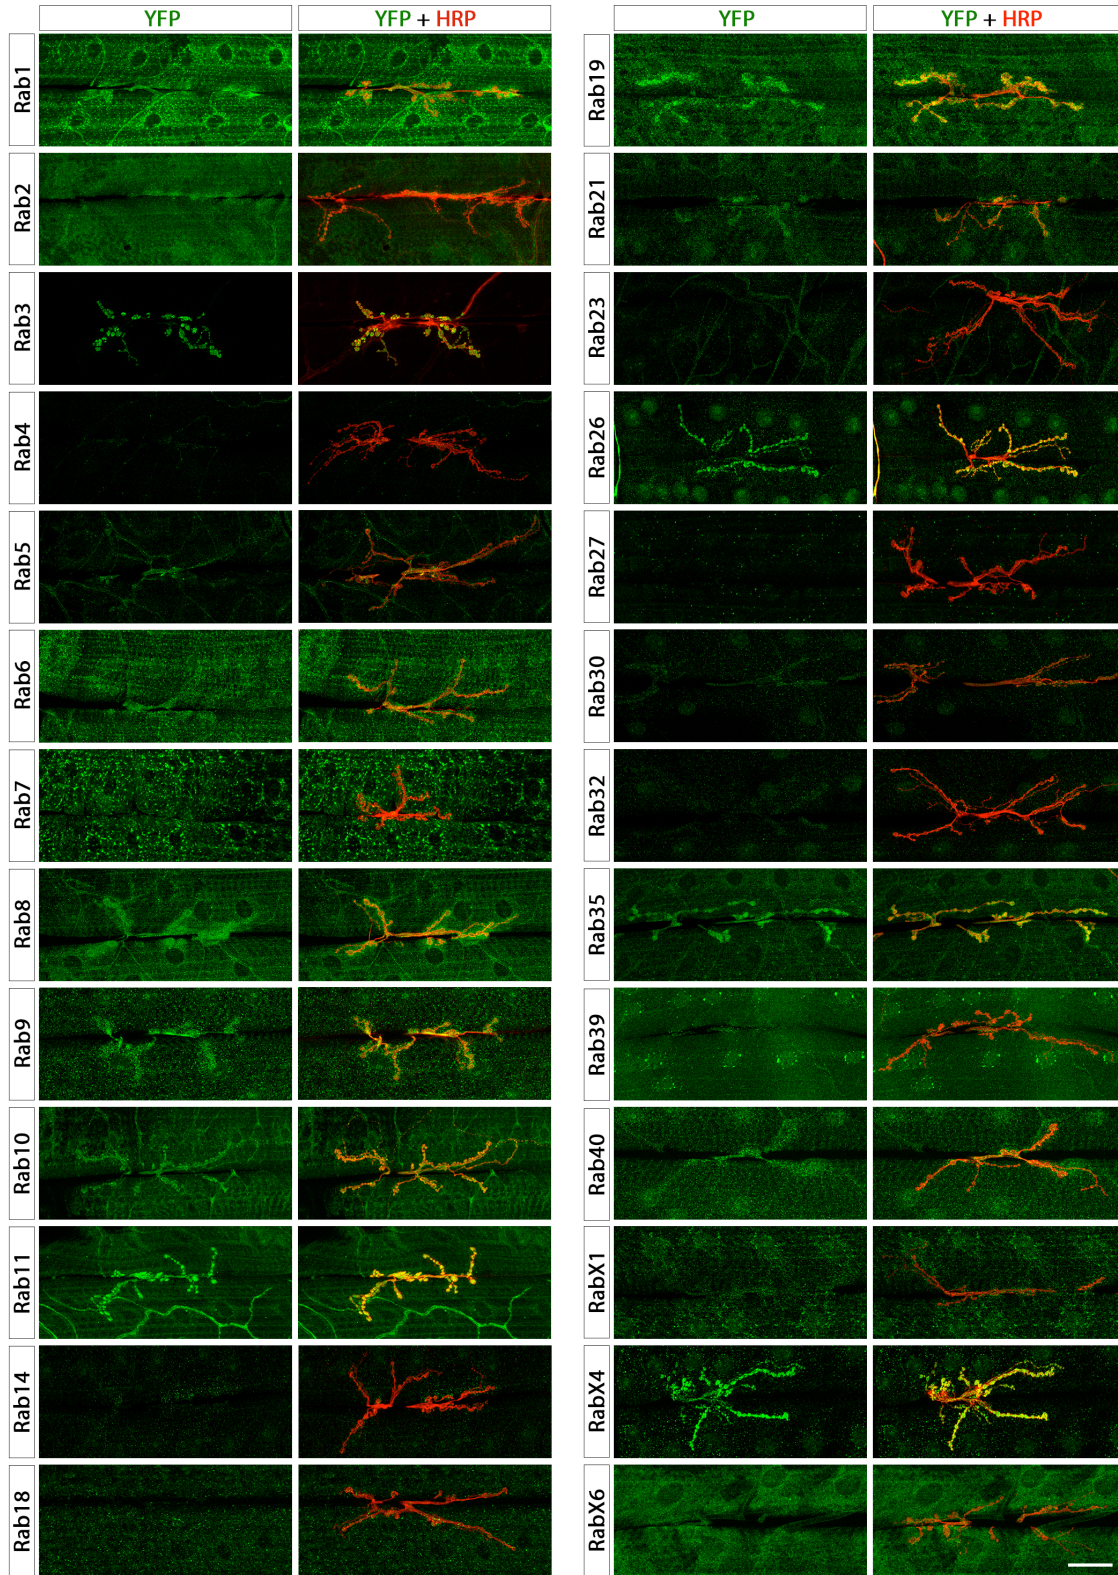 YFP
YFP + HRP
Rab1
Rab2
Rab3
Rab4
Rab5
Rab6
Rab7
Rab8
Rab9
Rab10
Rab11
Rab14
Rab18
YFP
YFP + HRP
Rab19
Rab21
Rab23
Rab26
Rab27
Rab30
Rab32
Rab35
Rab39
Rab40
RabX1
RabX4
RabX6